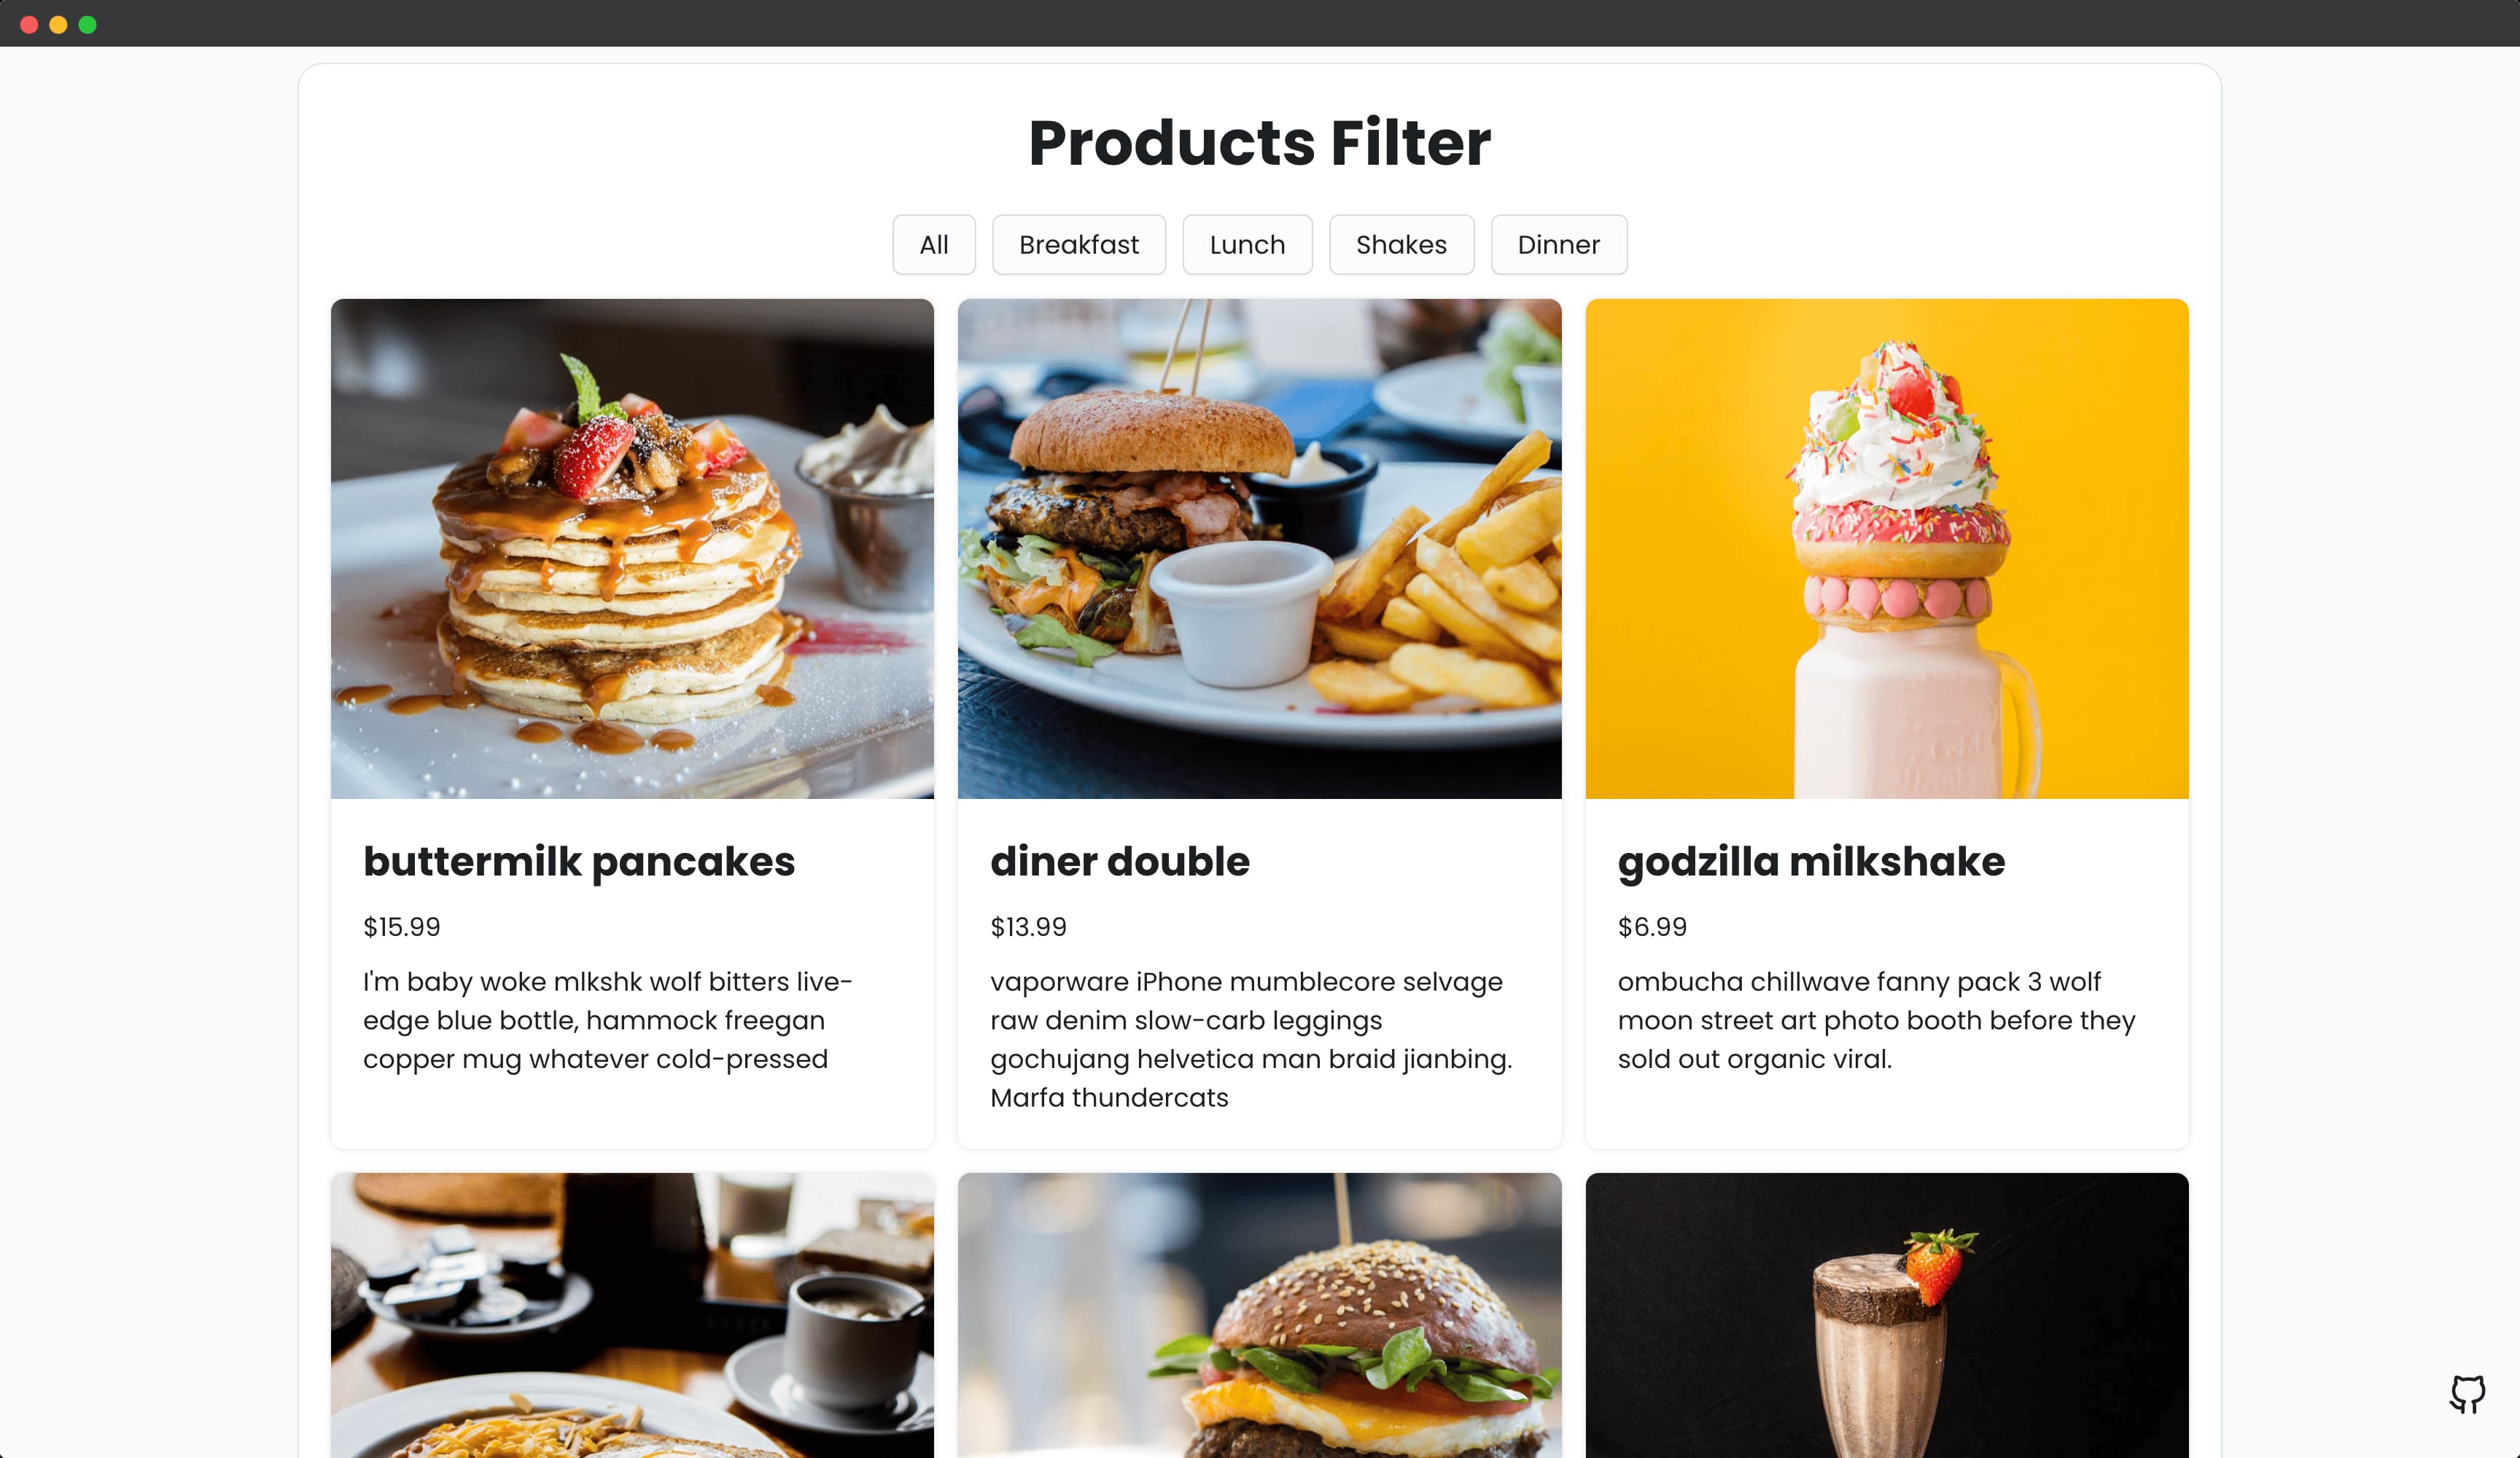 Products Filter
All
Breakfast
Lunch
Shakes
Dinner
buttermilk pancakes
$15.99
I'm baby woke mlkshk wolf bitters live-
edge blue bottle, hammock freegan
copper mug whatever cold-pressed
diner double
$13.99
vaporware iPhone mumblecore selvage
raw denim slow-carb leggings
gochujang helvetica man braid jianbing.
Marfa thundercats
godzilla milkshake
$6.99
ombucha chillwave fanny pack 3 wolf
moon street art photo booth before they
sold out organic viral.